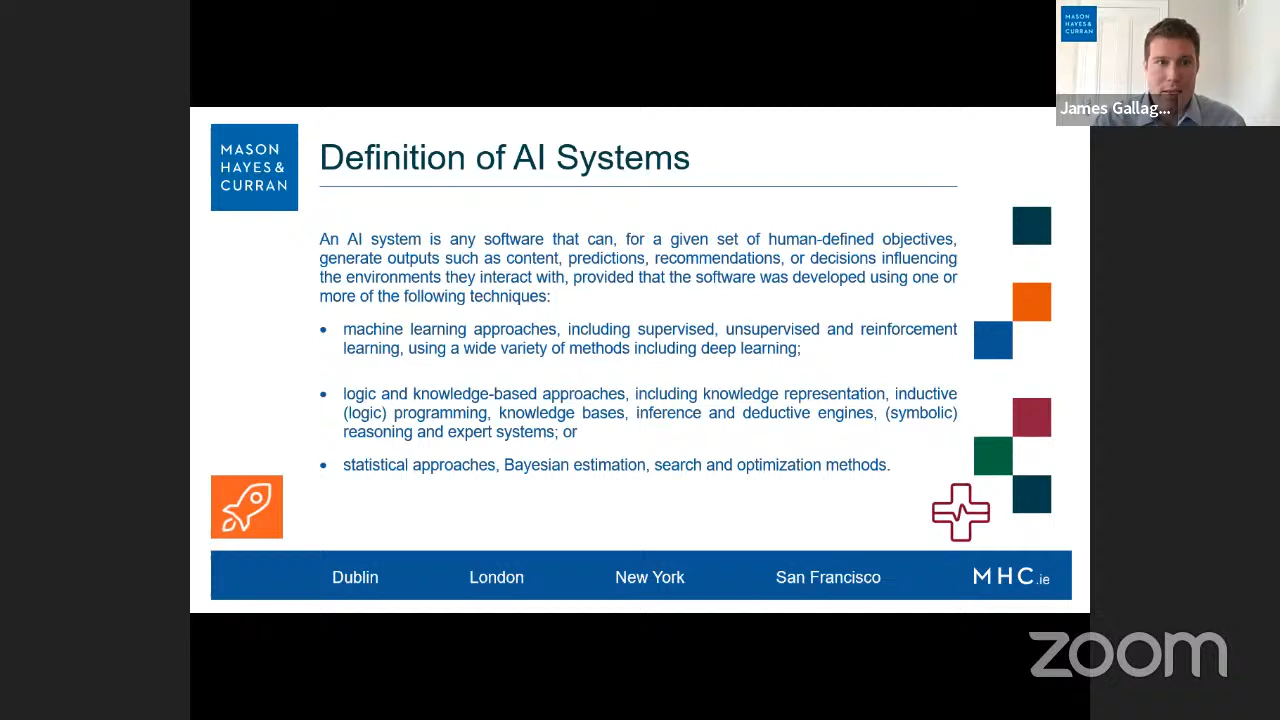 MASON
HAYES &
CURRAN
James Gallag...
MASON
HAYES &
CURRAN
Definition of AI Systems
An AI system is any software that can, for a given set of human-defined objectives,
generate outputs such as content, predictions, recommendations, or decisions influencing
the environments they interact with, provided that the software was developed using one or
more of the following techniques:
• machine learning approaches, including supervised, unsupervised and reinforcement
learning, using a wide variety of methods including deep learning;
• logic and knowledge-based approaches, including knowledge representation, inductive
(logic) programming, knowledge bases, inference and deductive engines, (symbolic)
reasoning and expert systems; or
• statistical approaches, Bayesian estimation, search and optimization methods.
Dublin London New York San Francisco MHC.ie
zoom